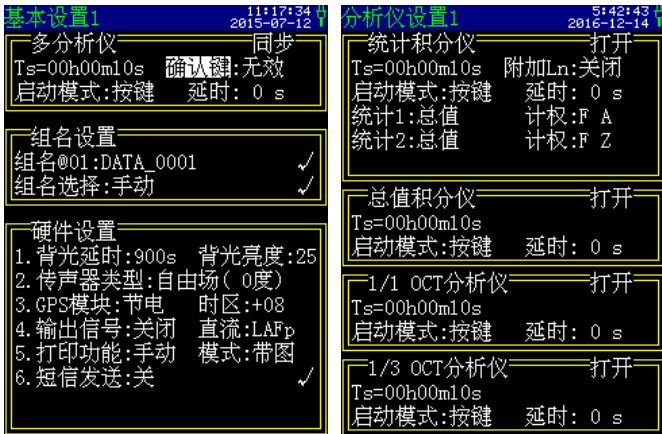 基本设置1
11:17:34
2015-07-12
多分析仪 同步
Ts=00h00m10s 确认键:无效
启动模式:按键 延时: 0 s
组名设置
组名@01:DATA_0001 ✓
组名选择:手动 ✓
硬件设置
1.背光延时:900s 背光亮度:25
2.传声器类型:自由场( 0度)
3.GPS模块:节电 时区:+08
4.输出信号:关闭 直流:LAFp
5.打印功能:手动 模式:带图
6.短信发送:关 ✓
分析仪设置1
5:42:43
2016-12-14
统计积分仪 打开
Ts=00h00m10s 附加Ln:关闭
启动模式:按键 延时: 0 s
统计1:总值 计权:F A
统计2:总值 计权:F Z
总值积分仪 打开
Ts=00h00m10s
启动模式:按键 延时: 0 s
1/1 OCT分析仪 打开
Ts=00h00m10s
启动模式:按键 延时: 0 s
1/3 OCT分析仪 打开
Ts=00h00m10s
启动模式:按键 延时: 0 s